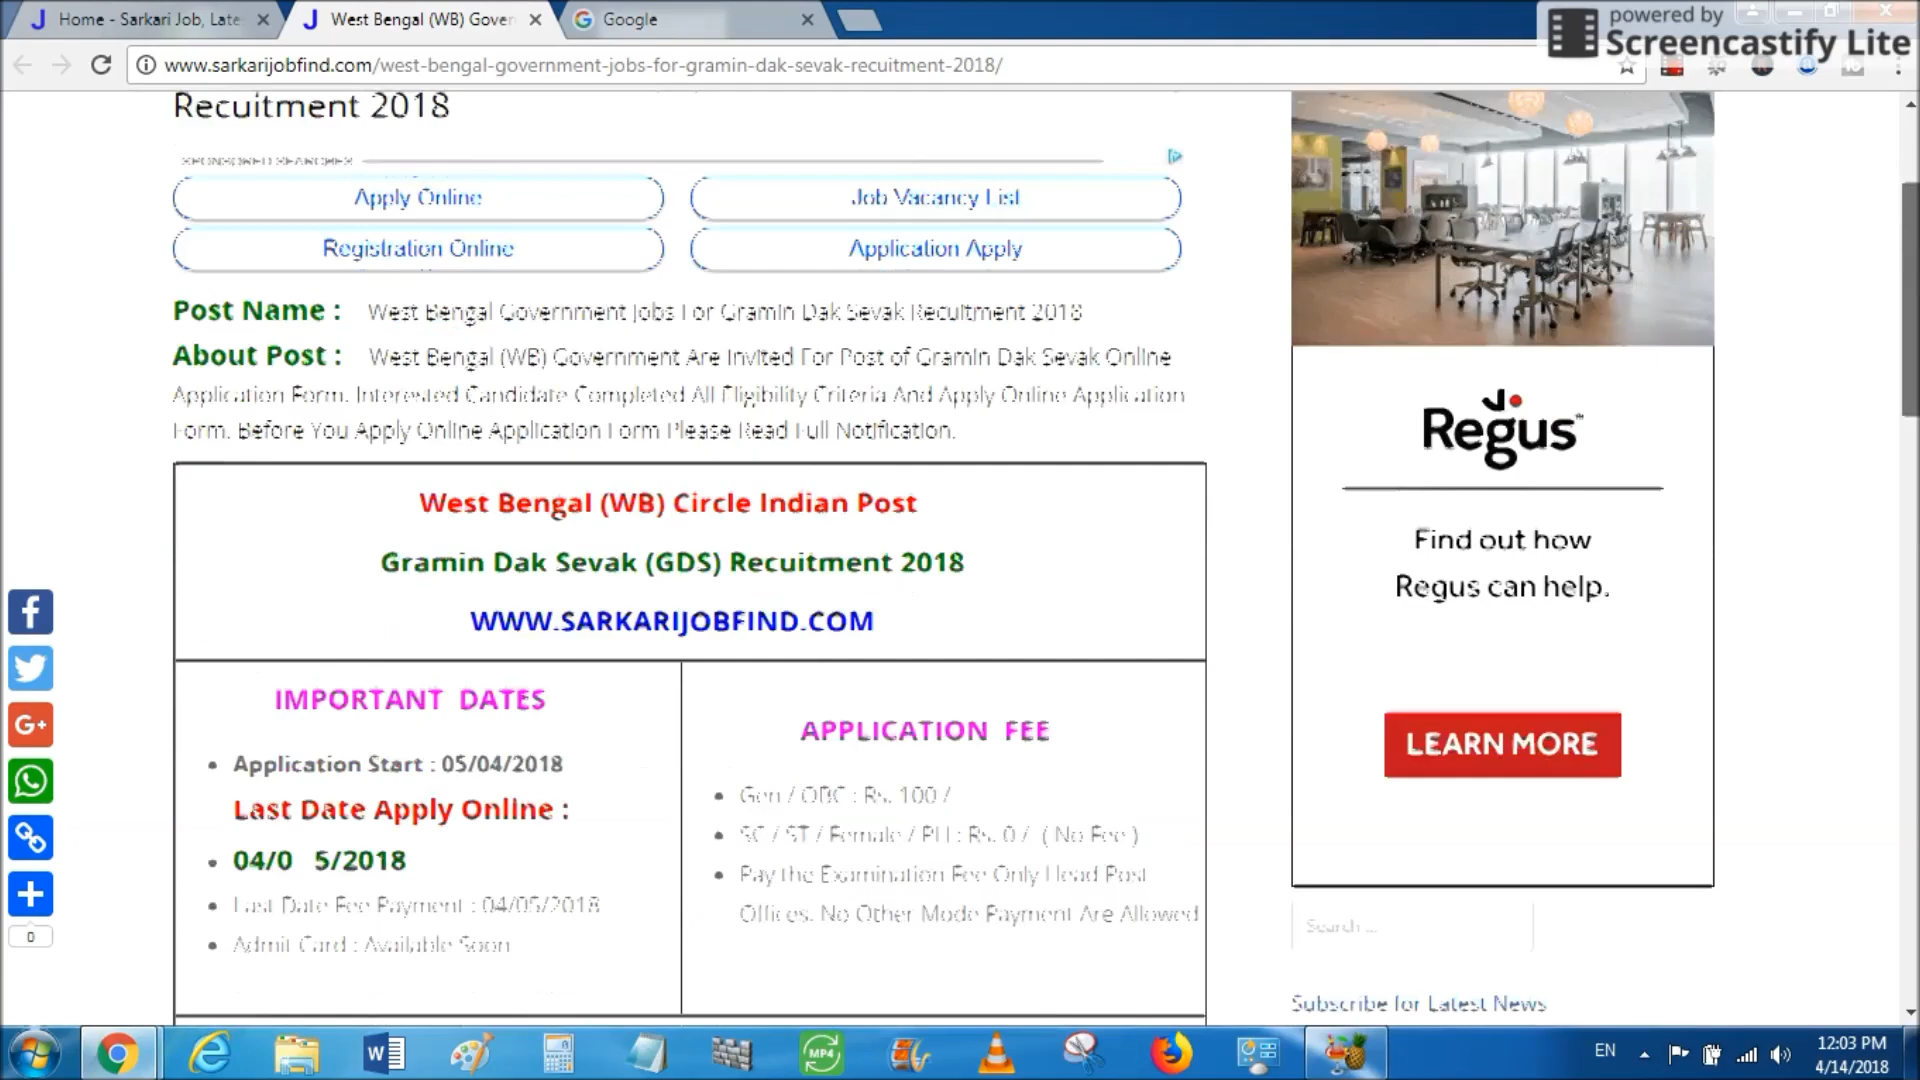 Home - Sarkari Job, Late
West Bengal (WB) Gover
Google
powered by
Screencastify Lite
www.sarkarijobfind.com/west-bengal-government-jobs-for-gramin-dak-sevak-recuitment-2018/
Recuitment 2018
SPONSORED SEARCHES
Apply Online
Job Vacancy List
Registration Online
Application Apply
Post Name : West Bengal Government Jobs For Gramin Dak Sevak Recuitment 2018
About Post : West Bengal (WB) Government Are Invited For Post of Gramin Dak Sevak Online
Application Form. Interested Candidate Completed All Eligibility Criteria And Apply Online Application
Form. Before You Apply Online Application Form Please Read Full Notification.
West Bengal (WB) Circle Indian Post
Gramin Dak Sevak (GDS) Recuitment 2018
WWW.SARKARIJOBFIND.COM
IMPORTANT DATES
Application Start : 05/04/2018
Last Date Apply Online :
04/0 5/2018
Last Date Fee Payment : 04/05/2018
Admit Card : Available Soon
APPLICATION FEE
Gen / OBC : Rs. 100 /
SC / ST / Female / PH : Rs. 0 / ( No Fee )
Pay the Examination Fee Only Head Post
Offices. No Other Mode Payment Are Allowed
Regus™
Find out how
Regus can help.
LEARN MORE
Search ...
Subscribe for Latest News
G+
0
MP4
EN
12:03 PM
4/14/2018